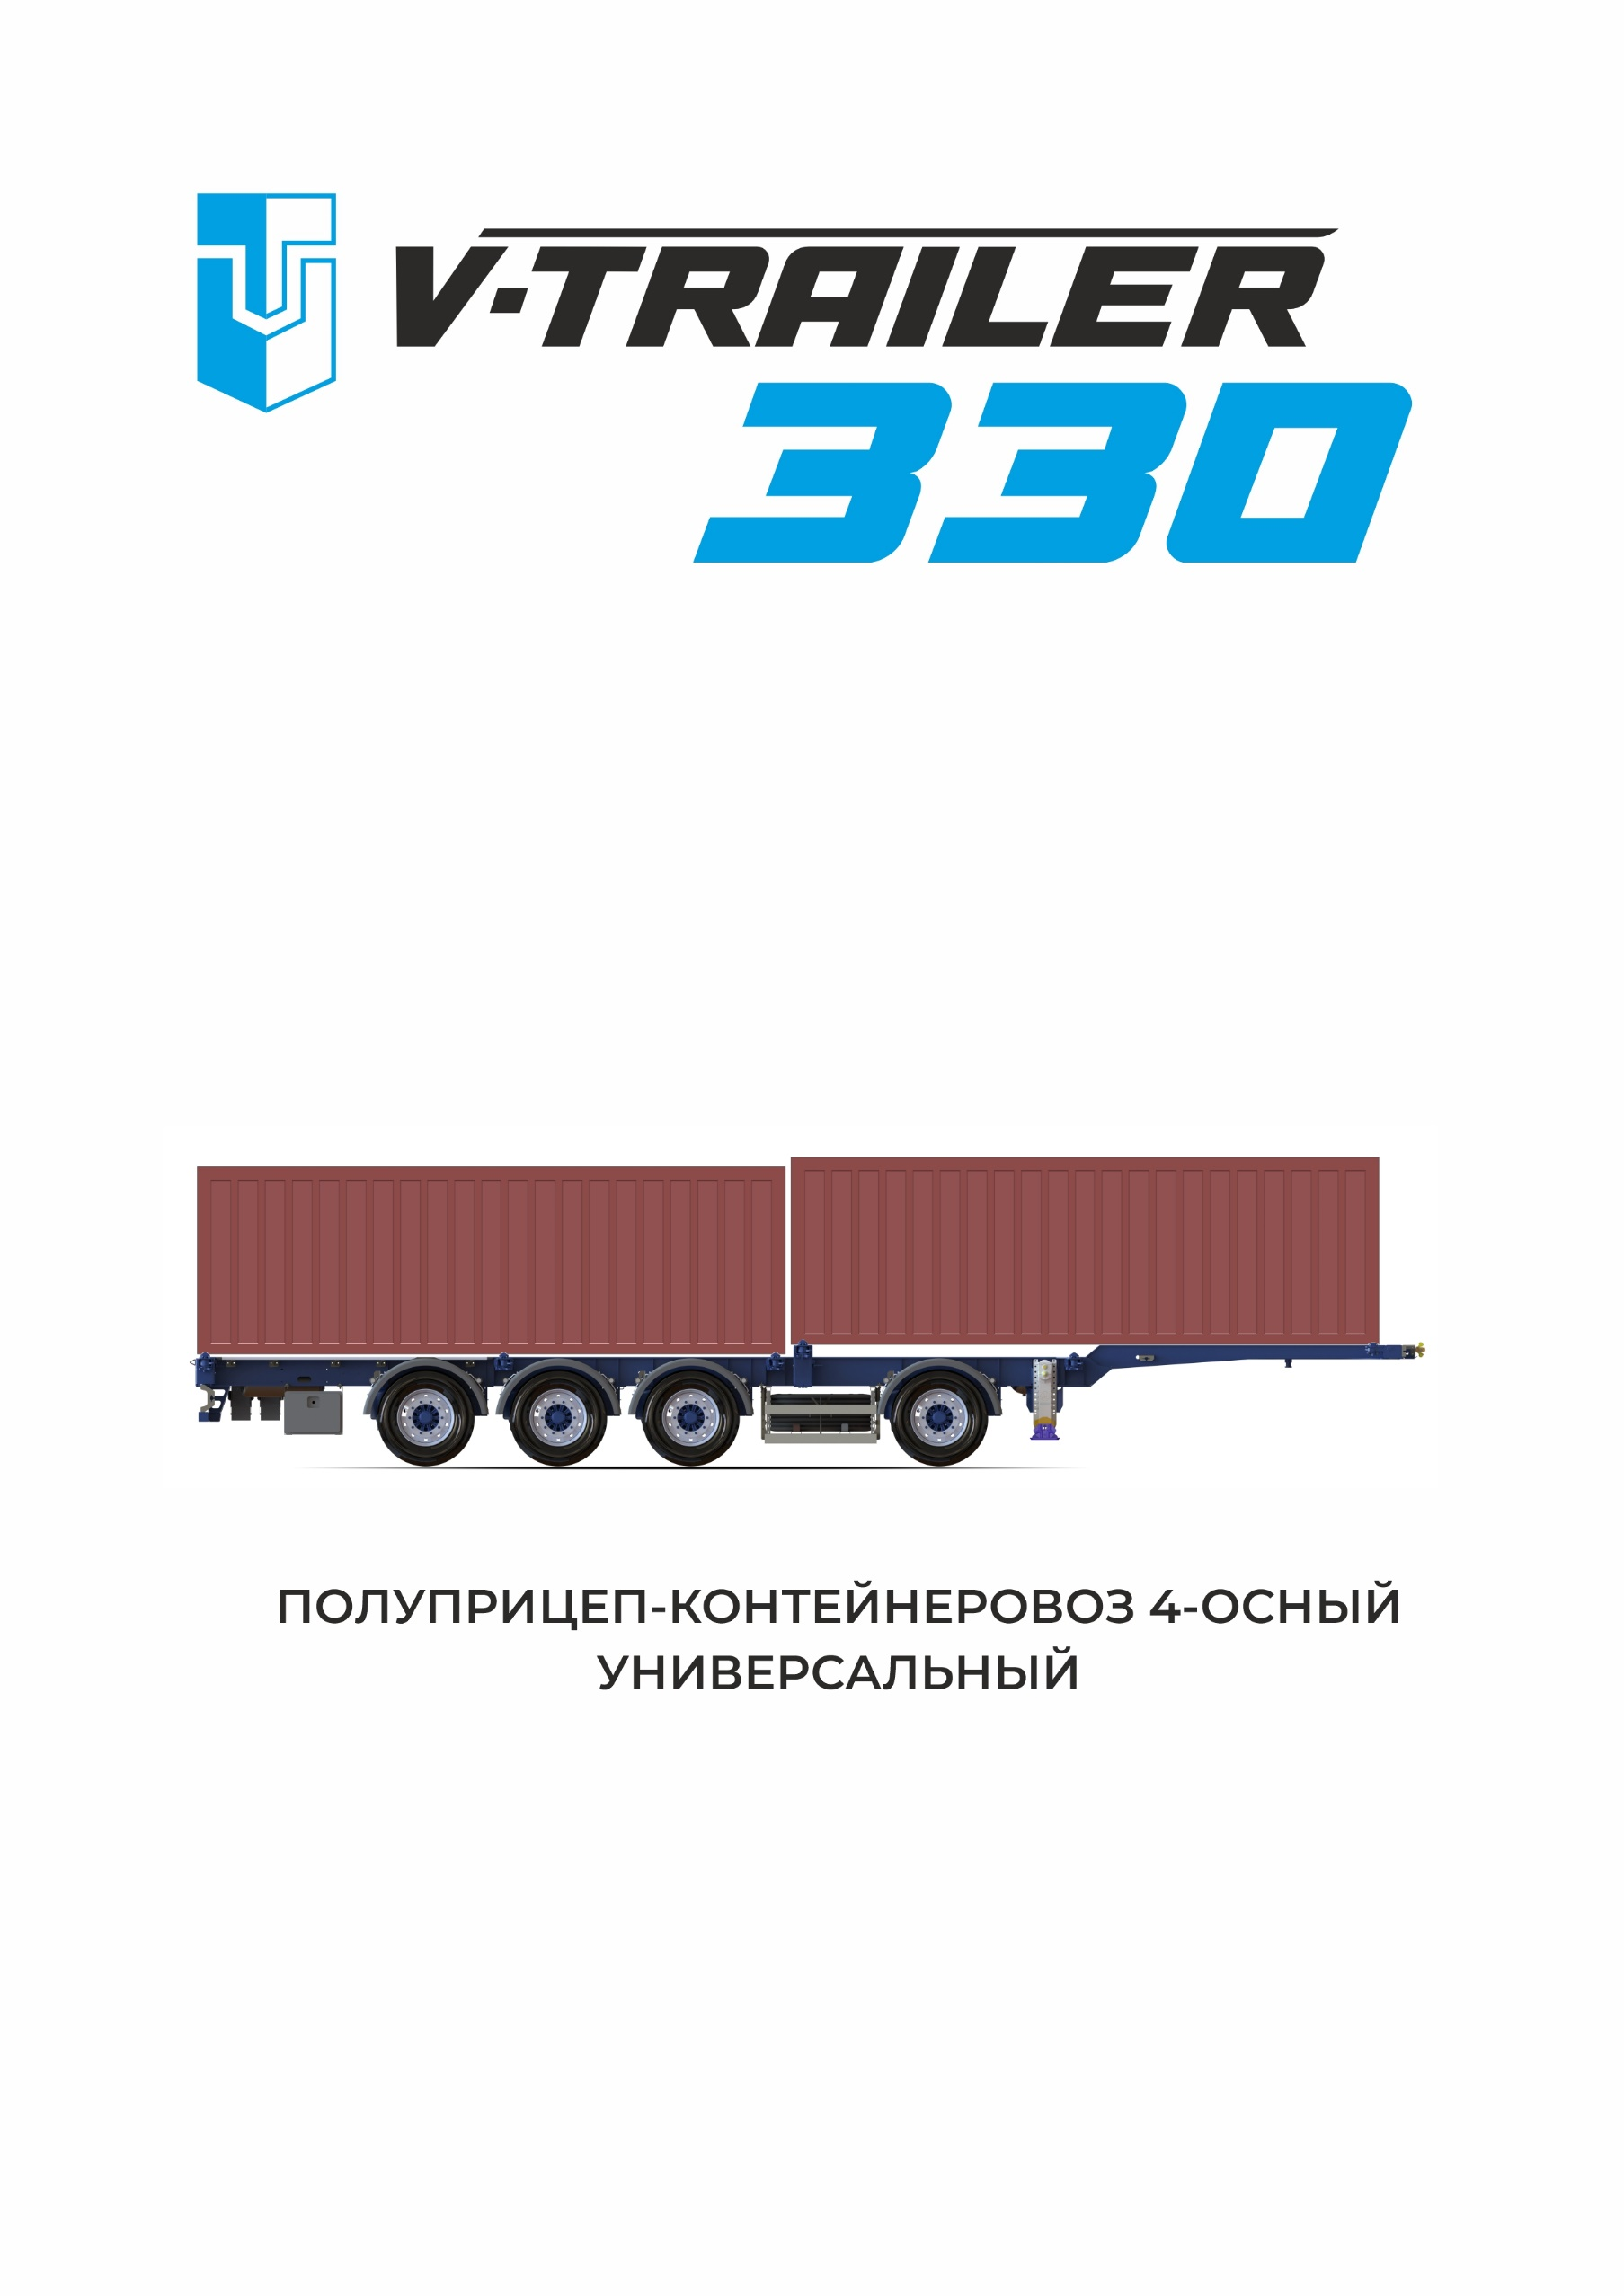 V-TRAILER
330
ПОЛУПРИЦЕП-КОНТЕЙНЕРОВОЗ 4-ОСНЫЙ
УНИВЕРСАЛЬНЫЙ